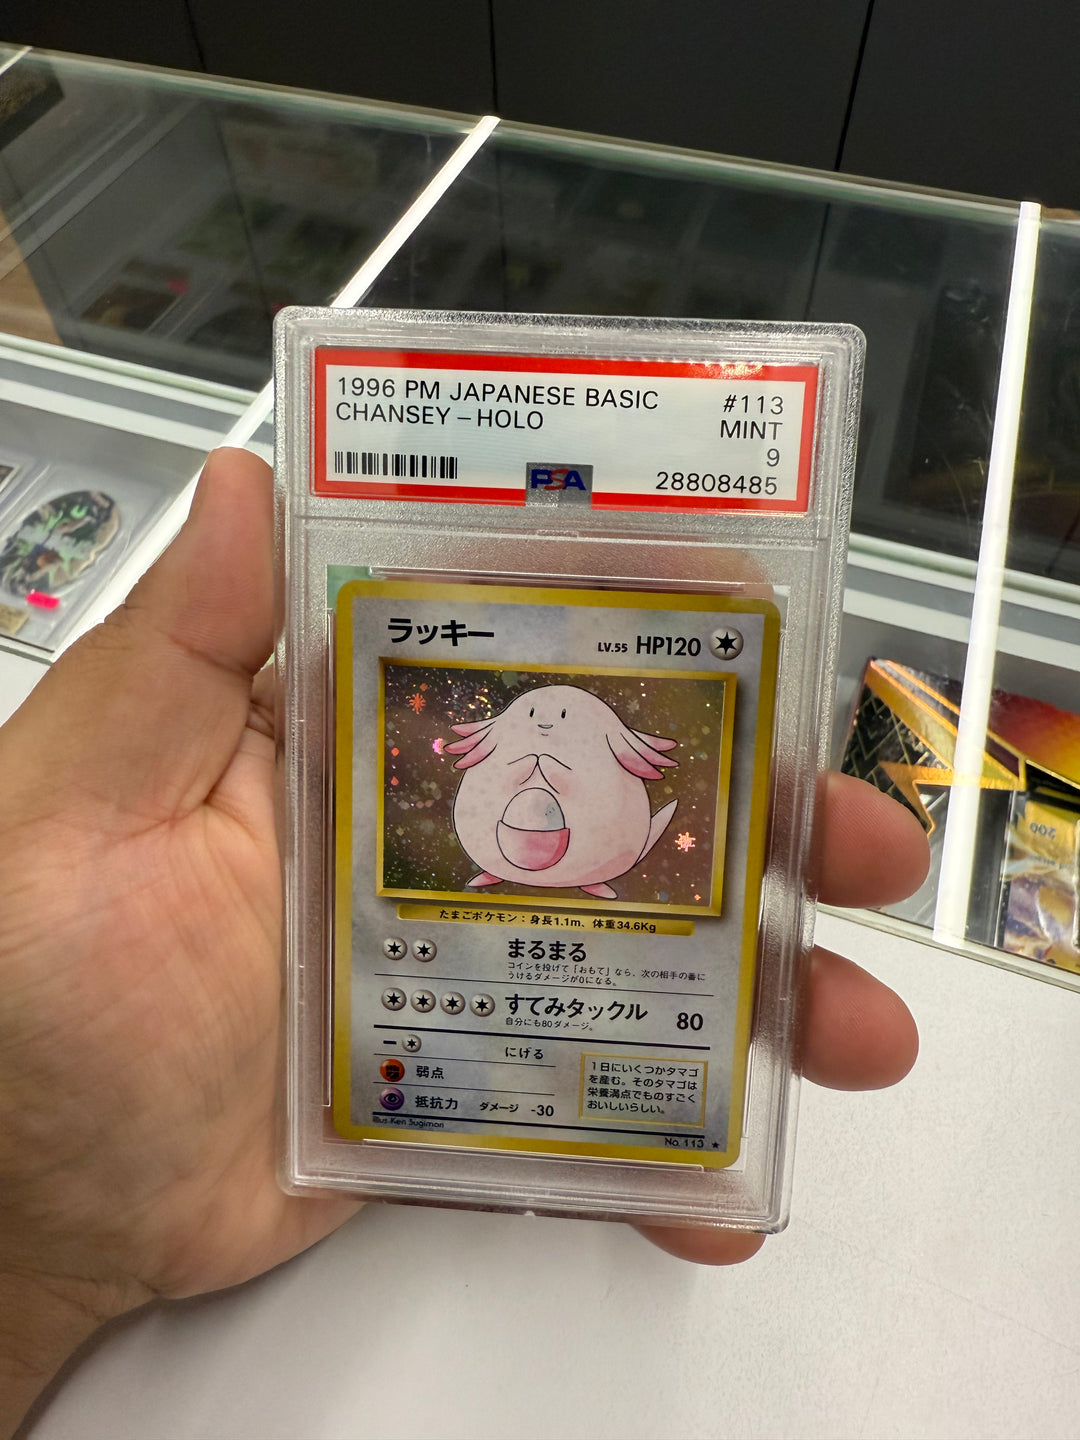 1996 PM JAPANESE BASIC #113
CHANSEY – HOLO MINT
9
PSA 28808485
ラッキー LV.55 HP120
たまごポケモン：身長1.1m、体重34.6Kg
まるまる
コインを投げて「おもて」なら、次の相手の番に
うけるダメージが0になる。
すてみタックル 80
自分にも80ダメージ。
にげる
弱点
抵抗力 ダメージ -30
1日にいくつかタマゴ
を産む。そのタマゴは
栄養満点でものすごく
おいしいらしい。
Illus. Ken Sugimori
No. 113 ★
200